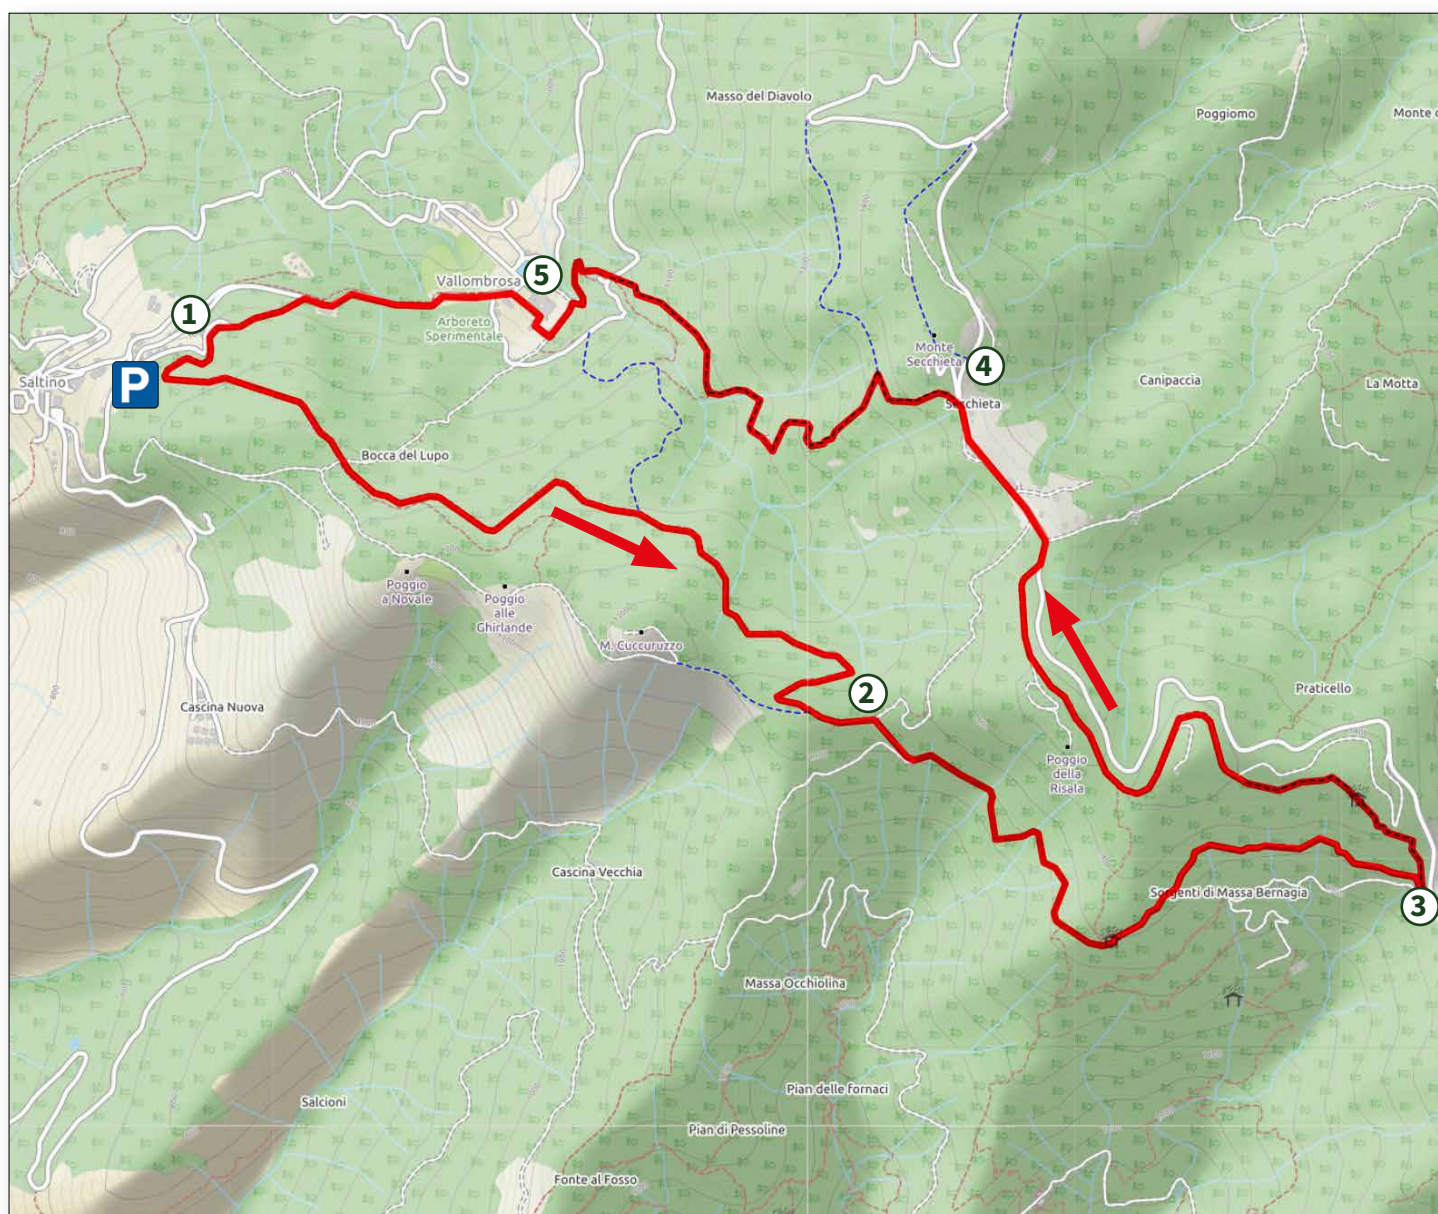 Masso del Diavolo
Poggiomo
Monte
Vallombrosa
5
1
Arboreto
Sperimentale
Monte
Secchieta
4
Saltino
P
Canipaccia
La Motta
Secchieta
Bocca del Lupo
Poggio
a Novale
Poggio
alle
Ghirlande
M. Cuccuruzzo
2
Cascina Nuova
Praticello
Poggio
della
Risala
Cascina Vecchia
Sorgenti di Massa Bernagia
3
Massa Occhiolina
Pian delle fornaci
Salcioni
Pian di Pessoline
Fonte al Fosso